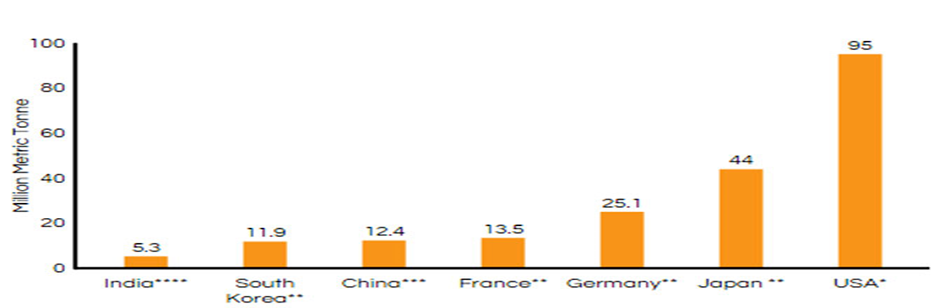 Million Metric Tonne
100
80
60
40
20
0
5.3
11.9
12.4
13.5
25.1
44
95
India****
South
Korea**
China***
France**
Germany**
Japan **
USA*